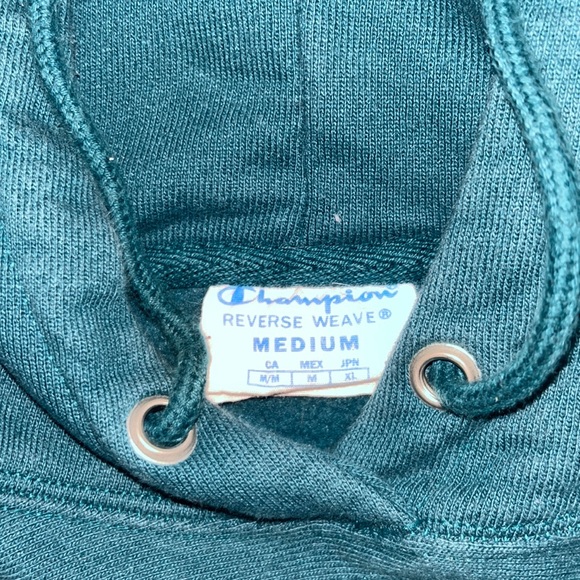 Champion
REVERSE WEAVE®
MEDIUM
CA MEX JPN
M/M M XL